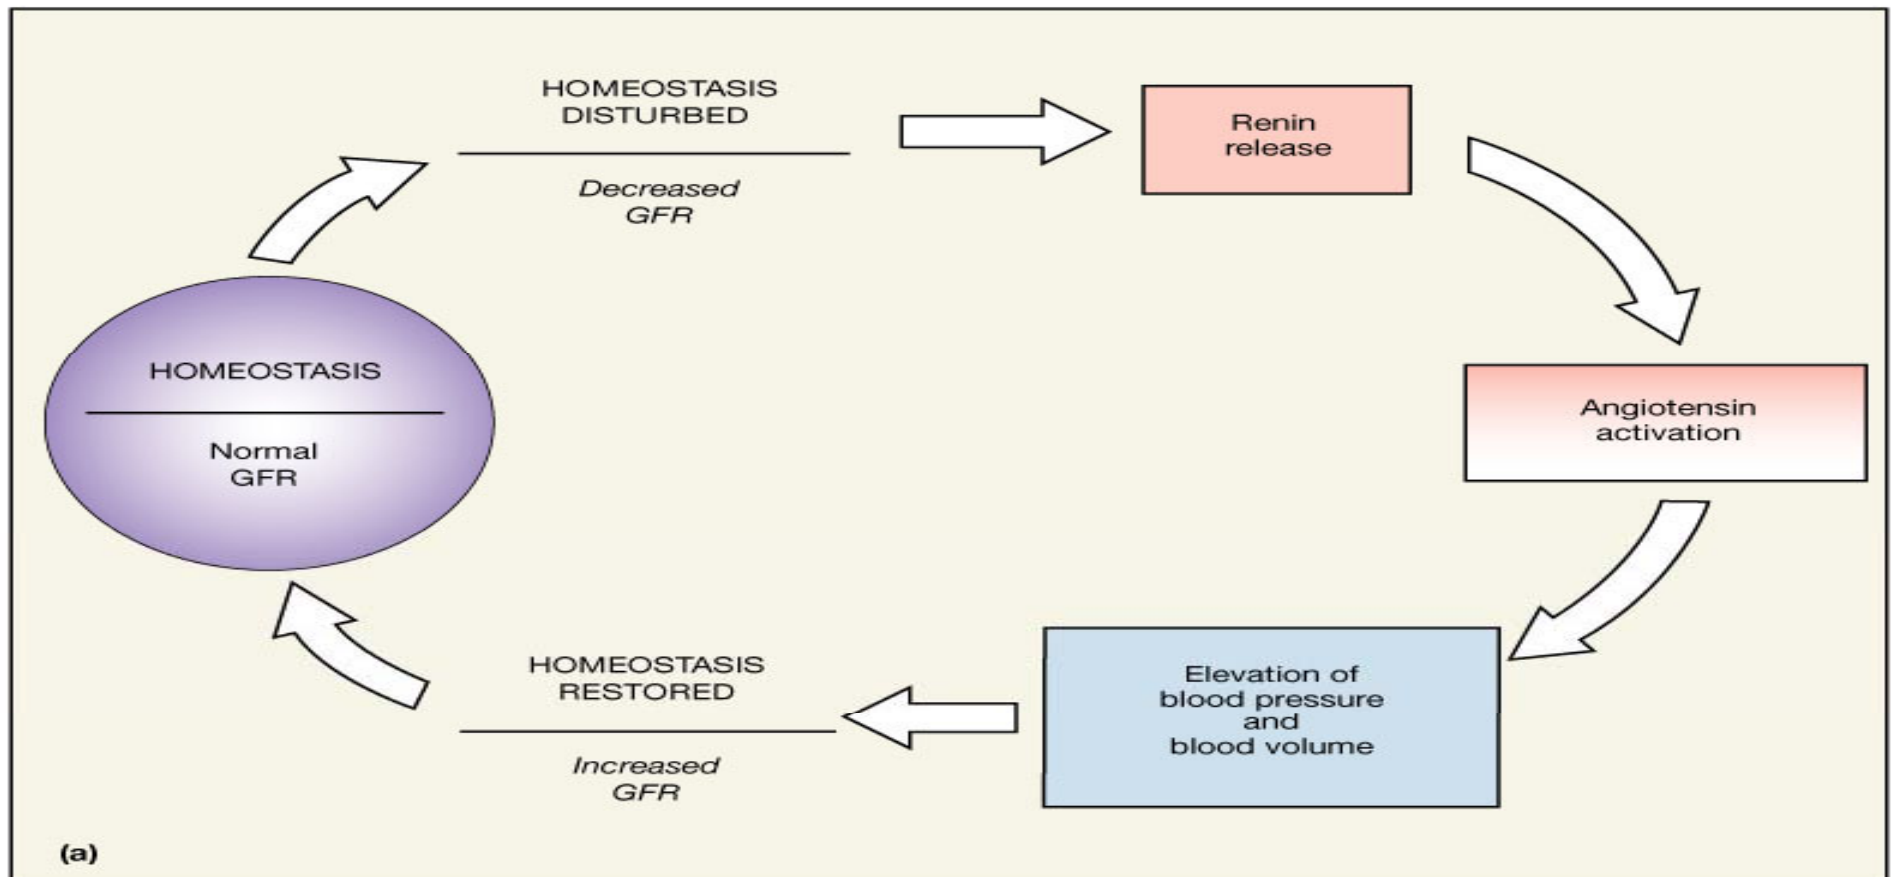 HOMEOSTASIS
DISTURBED
Decreased
GFR
Renin
release
Angiotensin
activation
Elevation of
blood pressure
and
blood volume
HOMEOSTASIS
RESTORED
Increased
GFR
HOMEOSTASIS
Normal
GFR
(a)